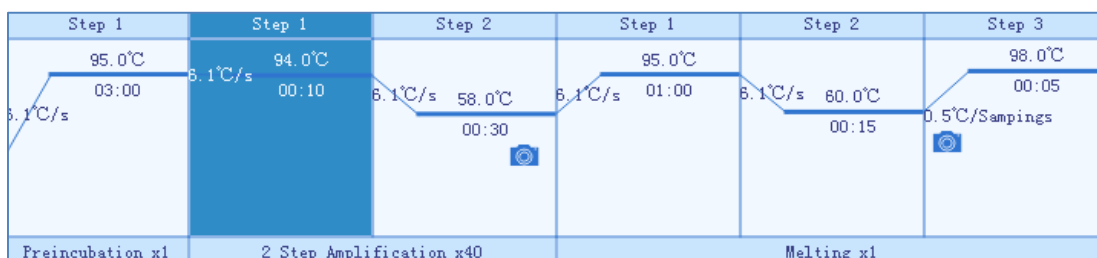 Step 1 Step 1 Step 2 Step 1 Step 2 Step 3
95.0℃ 94.0℃ 95.0℃ 98.0℃
03:00 6.1℃/s 00:10 6.1℃/s 58.0℃ 6.1℃/s 01:00 6.1℃/s 60.0℃ 00:05
6.1℃/s 00:30 00:15 0.5℃/Sampings
Preincubation x1 2 Step Amplification x40 Melting x1